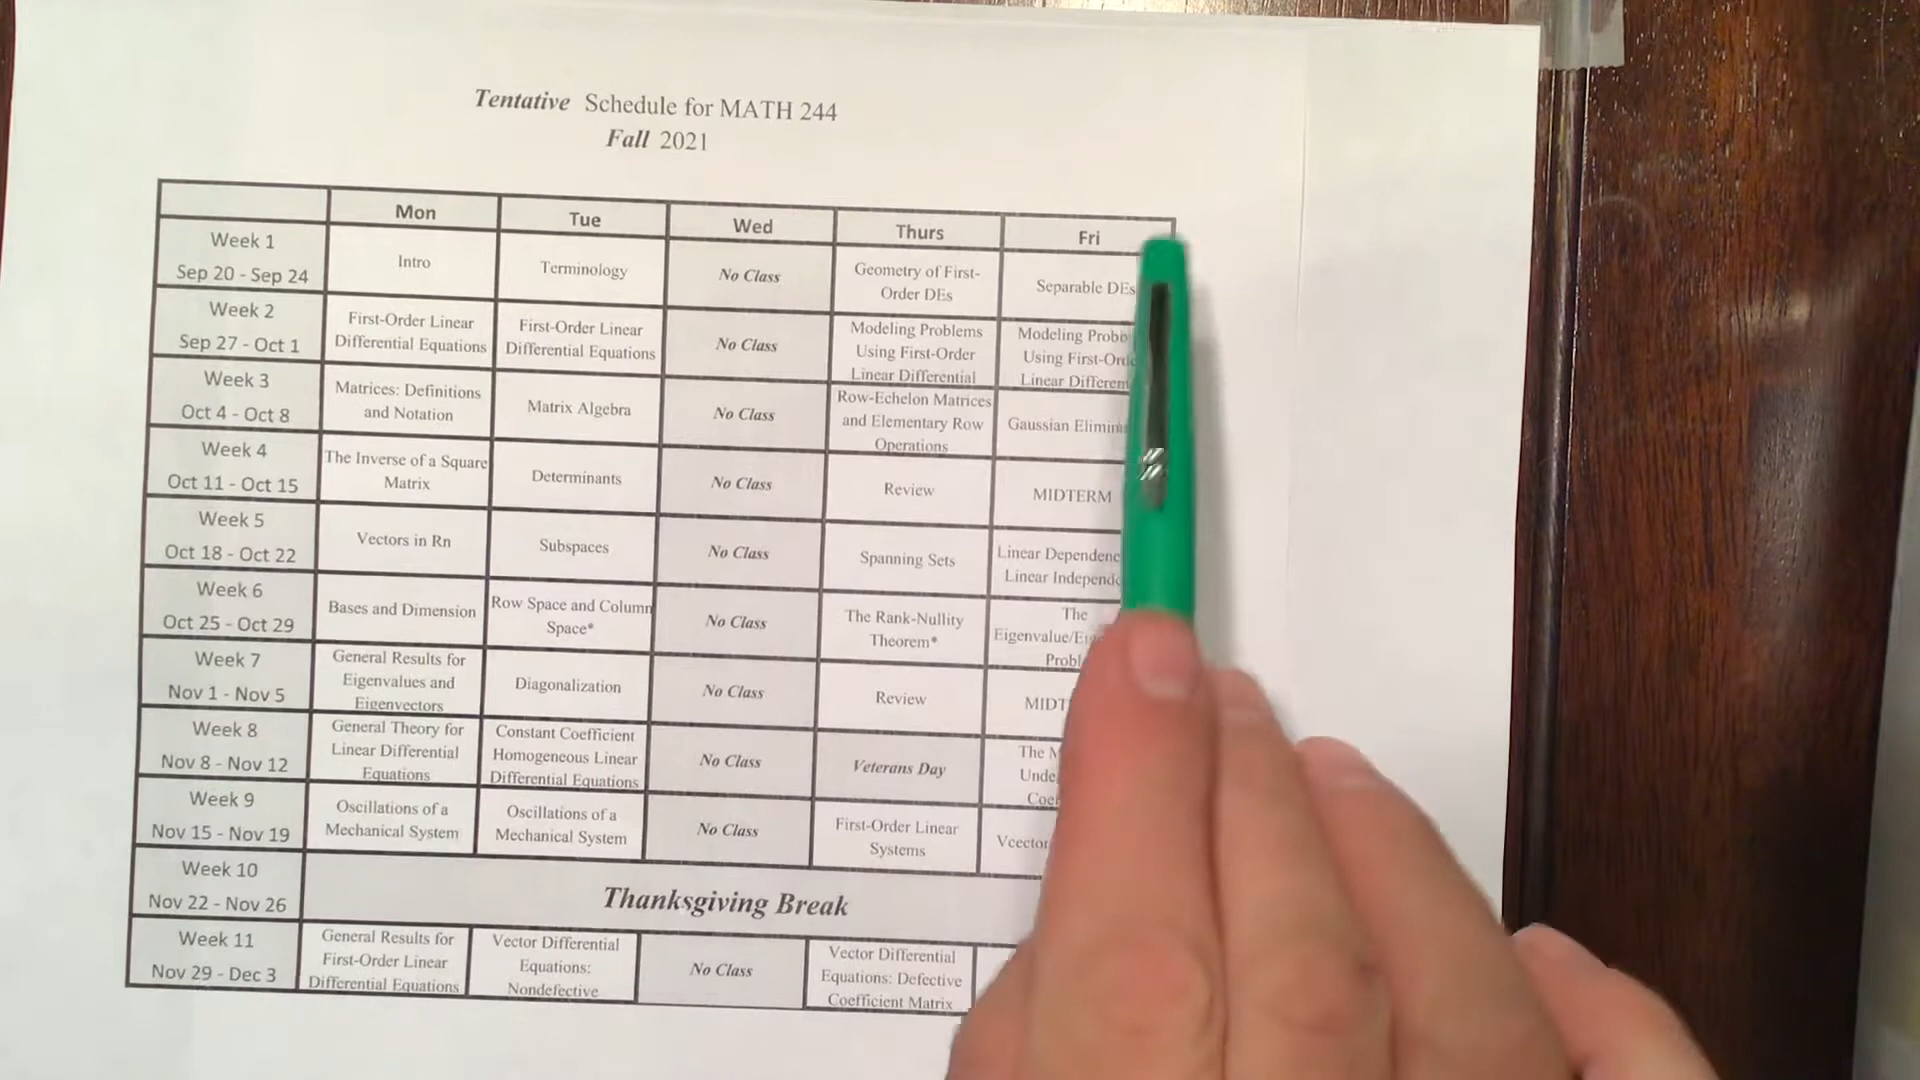 Tentative Schedule for MATH 244
Fall 2021
Mon Tue Wed Thurs Fri
Week 1
Sep 20 - Sep 24
Intro
Terminology
No Class
Geometry of First-
Order DEs
Separable DEs
Week 2
Sep 27 - Oct 1
First-Order Linear
Differential Equations
First-Order Linear
Differential Equations
No Class
Modeling Problems
Using First-Order
Linear Differential
Modeling
Using
Linear
Week 3
Oct 4 - Oct 8
Matrices: Definitions
and Notation
Matrix Algebra
No Class
Row-Echelon Matrices
and Elementary Row
Operations
Gaussian
Week 4
Oct 11 - Oct 15
The Inverse of a Square
Matrix
Determinants
No Class
Review
MIDTERM
Week 5
Oct 18 - Oct 22
Vectors in Rn
Subspaces
No Class
Spanning Sets
Linear
Linear
Week 6
Oct 25 - Oct 29
Bases and Dimension
Row Space and Column
Space*
No Class
The Rank-Nullity
Theorem*
The
Week 7
Nov 1 - Nov 5
General Results for
Eigenvalues and
Eigenvectors
Diagonalization
No Class
Review
Week 8
Nov 8 - Nov 12
General Theory for
Linear Differential
Equations
Constant Coefficient
Homogeneous Linear
Differential Equations
No Class
Veterans Day
The
Week 9
Nov 15 - Nov 19
Oscillations of a
Mechanical System
Oscillations of a
Mechanical System
No Class
First-Order Linear
Systems
Week 10
Nov 22 - Nov 26
Thanksgiving Break
Week 11
Nov 29 - Dec 3
General Results for
First-Order Linear
Differential Equations
Vector Differential
Equations:
Nondefective
No Class
Vector Differential
Equations: Defective
Coefficient Matrix